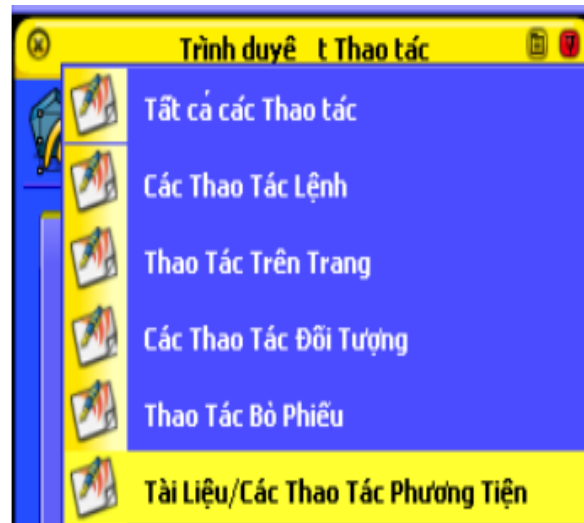 Trình duyê t Thao tác
Tất cả các Thao tác
Các Thao Tác Lệnh
Thao Tác Trên Trang
Các Thao Tác Đối Tượng
Thao Tác Bỏ Phiếu
Tài Liệu/Các Thao Tác Phương Tiện